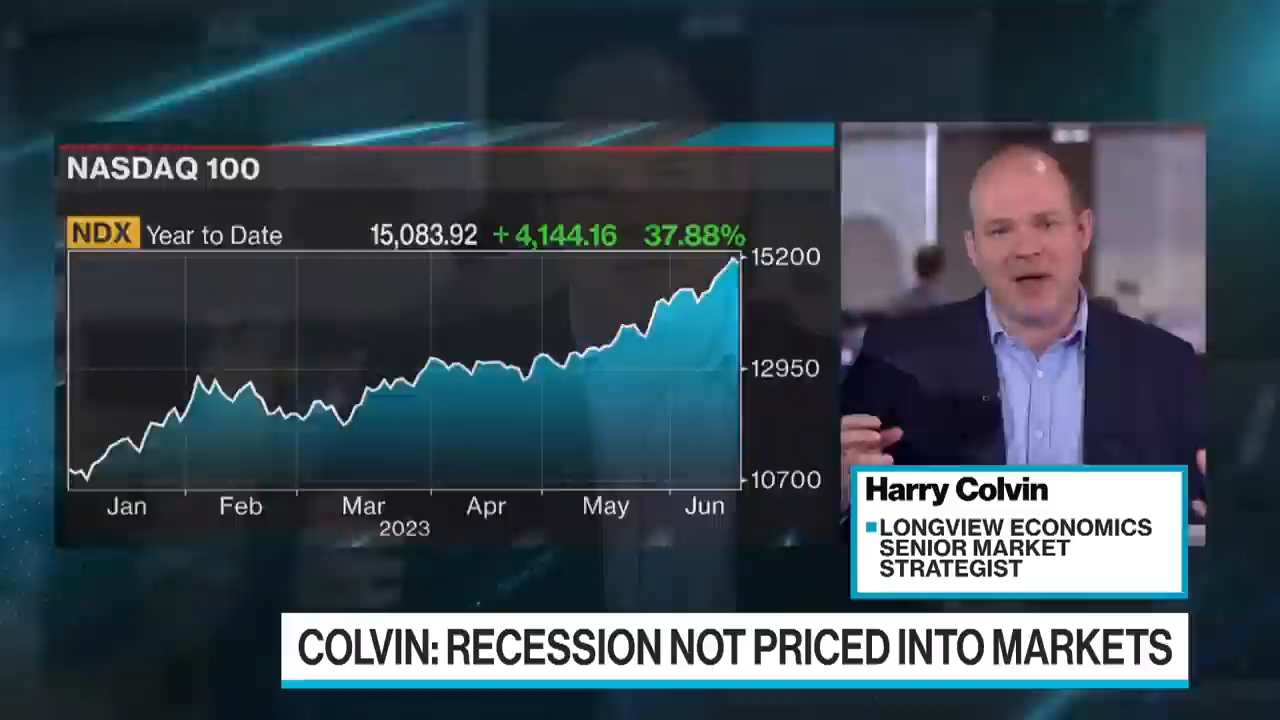 NASDAQ 100
NDX Year to Date 15,083.92 + 4,144.16 37.88%
15200
12950
10700
Jan Feb Mar Apr May Jun
2023
Harry Colvin
LONGVIEW ECONOMICS
SENIOR MARKET
STRATEGIST
COLVIN: RECESSION NOT PRICED INTO MARKETS